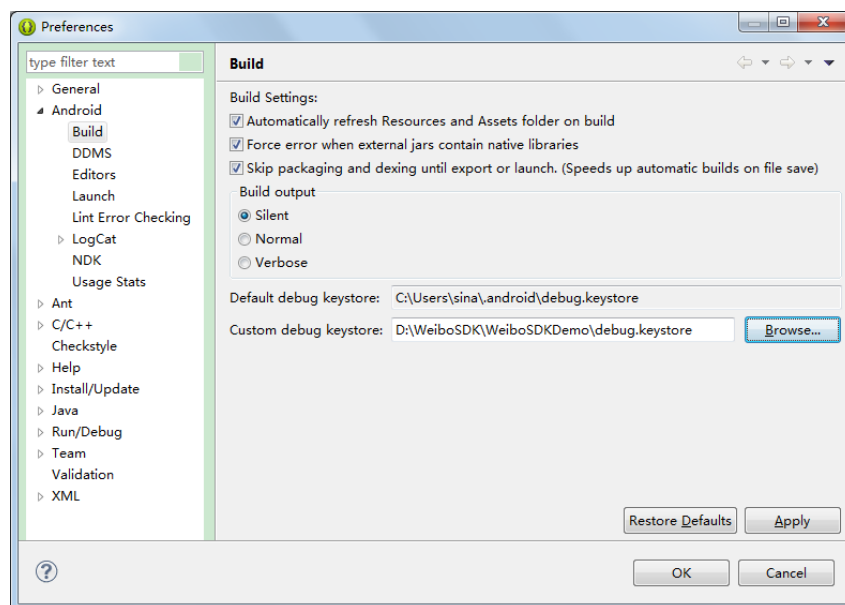 Preferences
type filter text
General
Android
Build
DDMS
Editors
Launch
Lint Error Checking
LogCat
NDK
Usage Stats
Ant
C/C++
Checkstyle
Help
Install/Update
Java
Run/Debug
Team
Validation
XML
Build
Build Settings:
Automatically refresh Resources and Assets folder on build
Force error when external jars contain native libraries
Skip packaging and dexing until export or launch. (Speeds up automatic builds on file save)
Build output
Silent
Normal
Verbose
Default debug keystore: C:\Users\sina\.android\debug.keystore
Custom debug keystore: D:\WeiboSDK\WeiboSDKDemo\debug.keystore Browse...
Restore Defaults Apply
? OK Cancel